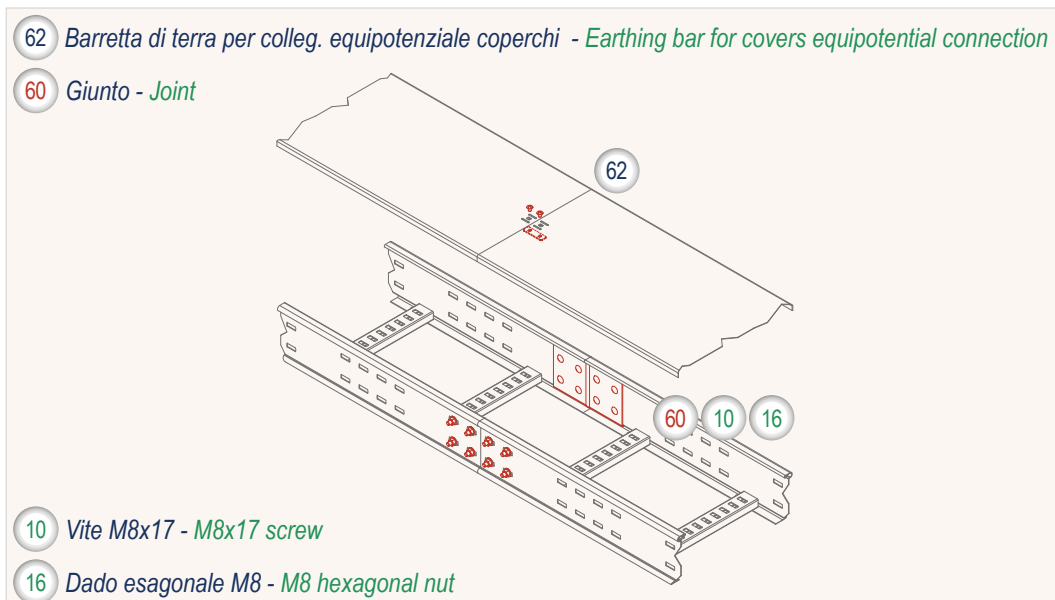 62 Barretta di terra per colleg. equipotenziale coperchi - Earthing bar for covers equipotential connection
60 Giunto - Joint
62
60 10 16
10 Vite M8x17 - M8x17 screw
16 Dado esagonale M8 - M8 hexagonal nut